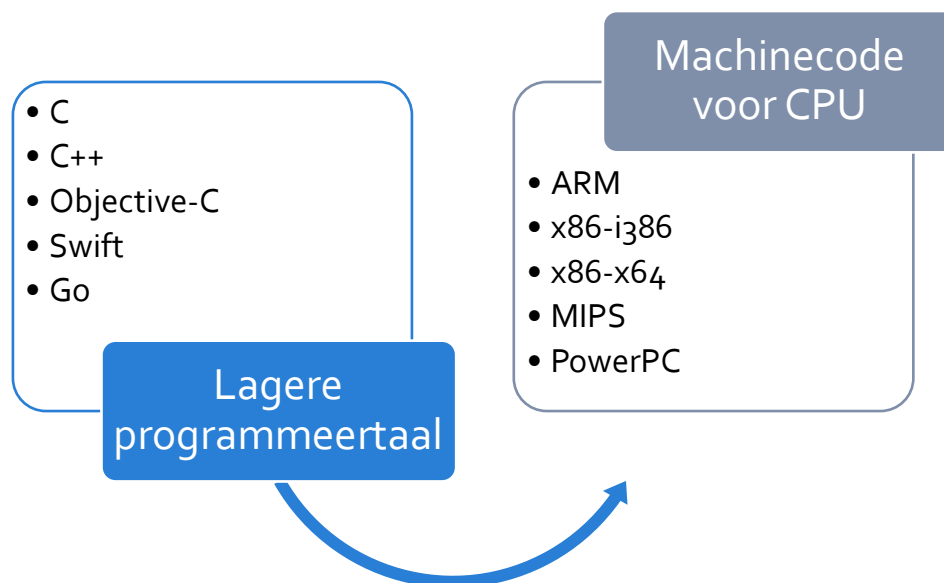 • C
• C++
• Objective-C
• Swift
• Go
Lagere
programmeertaal
Machinecode
voor CPU
• ARM
• x86-i386
• x86-x64
• MIPS
• PowerPC